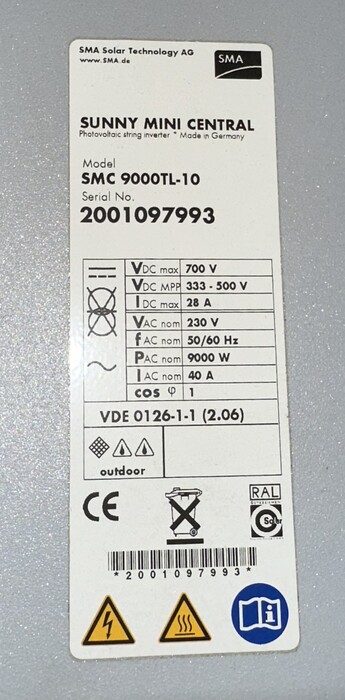 SMA Solar Technology AG
www.SMA.de
SMA
SUNNY MINI CENTRAL
Photovoltaic string inverter * Made in Germany
Model
SMC 9000TL-10
Serial No.
2001097993
VDC max 700 V
VDC MPP 333 - 500 V
IDC max 28 A
VAC nom 230 V
fAC nom 50/60 Hz
PAC nom 9000 W
IAC nom 40 A
cos φ 1
VDE 0126-1-1 (2.06)
outdoor
CE
RAL
Solar
*2001097993*
i